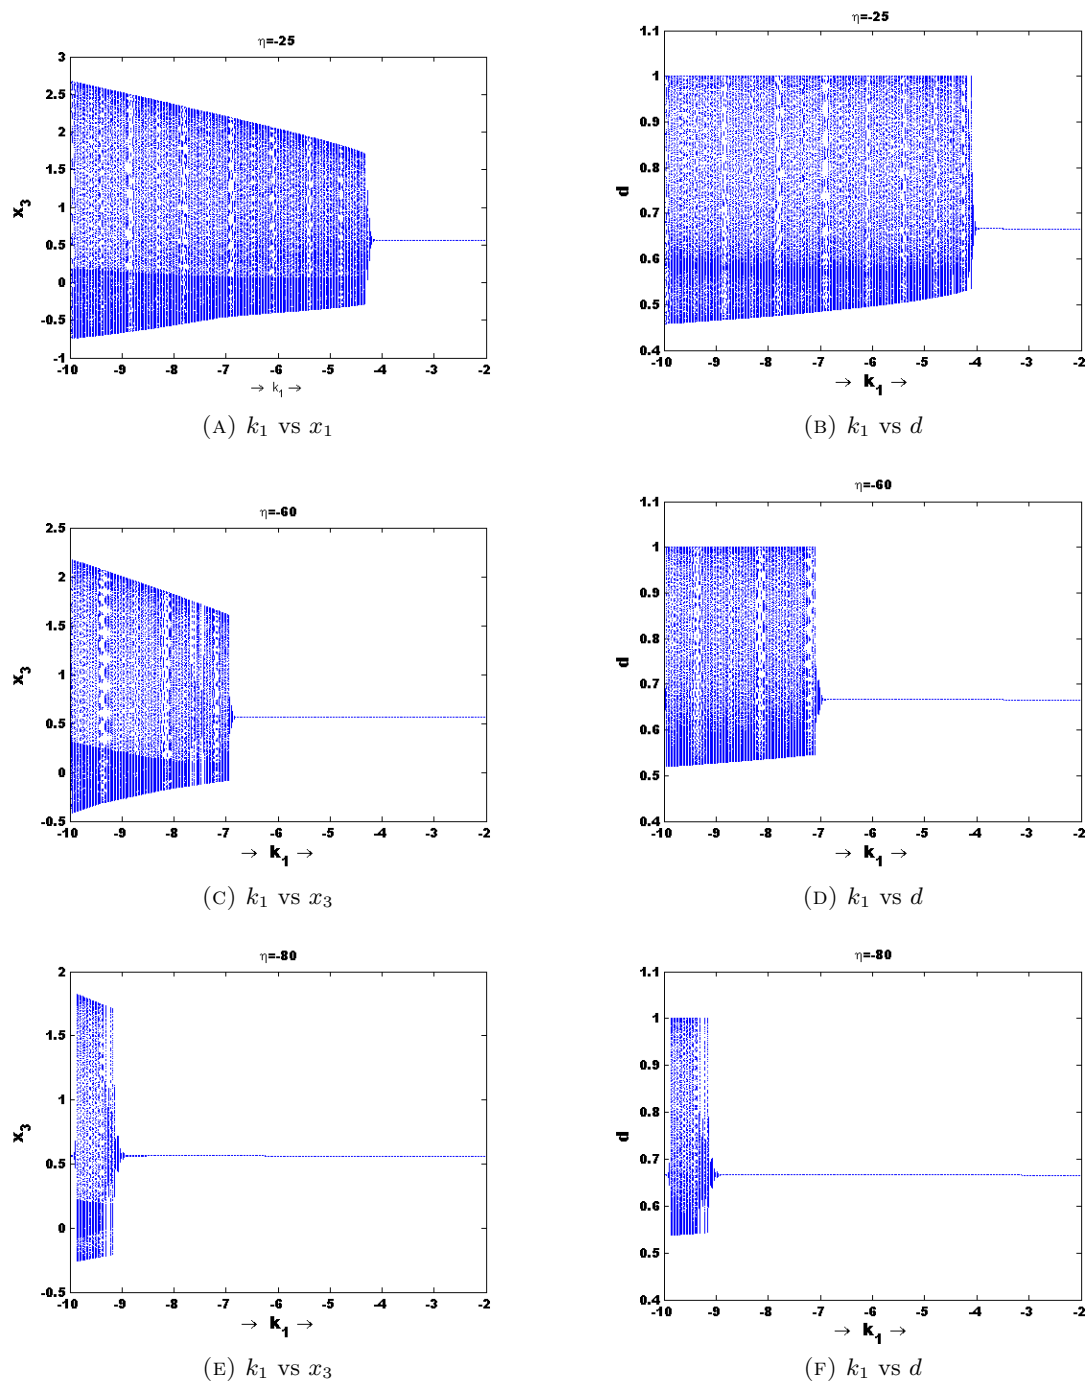 η=-25
3
2.5
2
1.5
1
0.5
0
-0.5
-1
x3
-10 -9 -8 -7 -6 -5 -4 -3 -2
→ k1 →
(A) k1 vs x1
η=-25
1.1
1
0.9
0.8
0.7
0.6
0.5
0.4
d
-10 -9 -8 -7 -6 -5 -4 -3 -2
→ k1 →
(B) k1 vs d
η=-60
2.5
2
1.5
1
0.5
0
-0.5
x3
-10 -9 -8 -7 -6 -5 -4 -3 -2
→ k1 →
(C) k1 vs x3
η=-60
1.1
1
0.9
0.8
0.7
0.6
0.5
0.4
d
-10 -9 -8 -7 -6 -5 -4 -3 -2
→ k1 →
(D) k1 vs d
η=-80
2
1.5
1
0.5
0
-0.5
x3
-10 -9 -8 -7 -6 -5 -4 -3 -2
→ k1 →
(E) k1 vs x3
η=-80
1.1
1
0.9
0.8
0.7
0.6
0.5
0.4
d
-10 -9 -8 -7 -6 -5 -4 -3 -2
→ k1 →
(F) k1 vs d